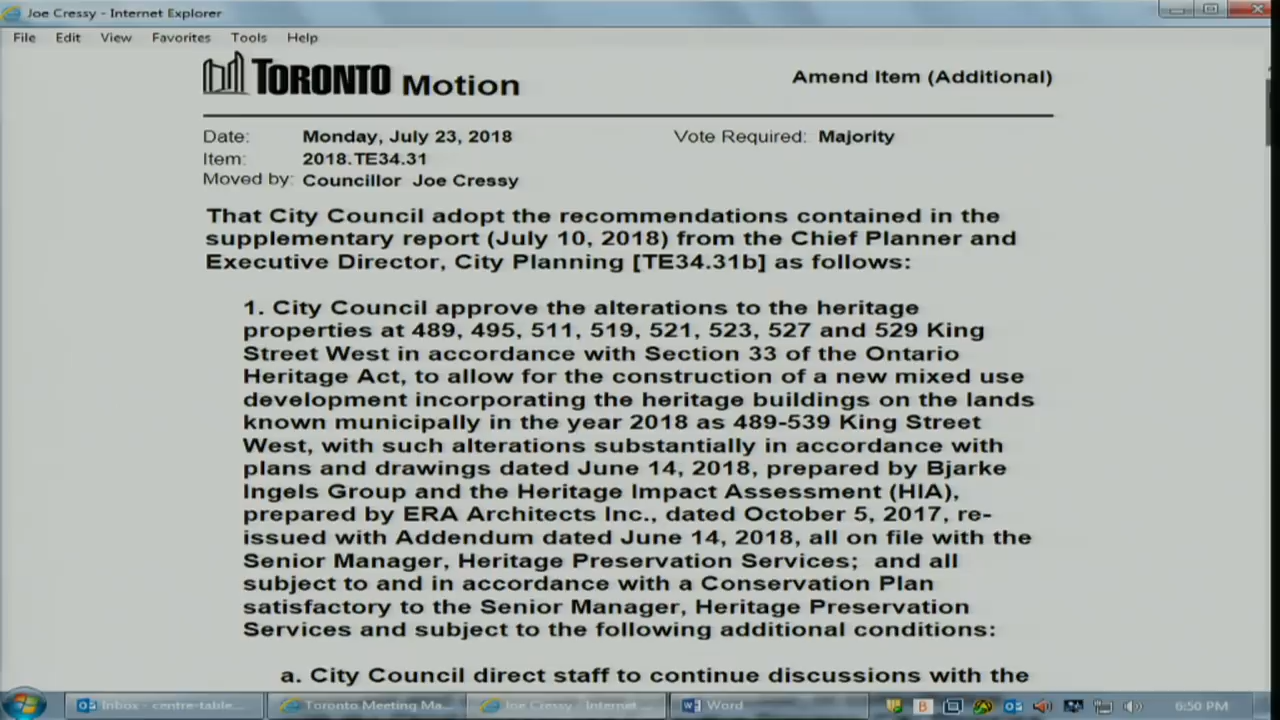 Joe Cressy - Internet Explorer
File Edit View Favorites Tools Help
TORONTO Motion
Amend Item (Additional)
Date: Monday, July 23, 2018 Vote Required: Majority
Item: 2018.TE34.31
Moved by: Councillor Joe Cressy
That City Council adopt the recommendations contained in the
supplementary report (July 10, 2018) from the Chief Planner and
Executive Director, City Planning [TE34.31b] as follows:
1. City Council approve the alterations to the heritage
properties at 489, 495, 511, 519, 521, 523, 527 and 529 King
Street West in accordance with Section 33 of the Ontario
Heritage Act, to allow for the construction of a new mixed use
development incorporating the heritage buildings on the lands
known municipally in the year 2018 as 489-539 King Street
West, with such alterations substantially in accordance with
plans and drawings dated June 14, 2018, prepared by Bjarke
Ingels Group and the Heritage Impact Assessment (HIA),
prepared by ERA Architects Inc., dated October 5, 2017, re-
issued with Addendum dated June 14, 2018, all on file with the
Senior Manager, Heritage Preservation Services; and all
subject to and in accordance with a Conservation Plan
satisfactory to the Senior Manager, Heritage Preservation
Services and subject to the following additional conditions:
a. City Council direct staff to continue discussions with the
Inbox - centre-table... Toronto Meeting Ma... Joe Cressy - Internet ... Word 6:50 PM